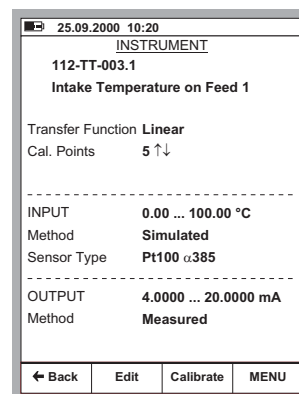 25.09.2000 10:20
INSTRUMENT
112-TT-003.1
Intake Temperature on Feed 1
Transfer Function Linear
Cal. Points 5 ↑↓
INPUT 0.00 ... 100.00 °C
Method Simulated
Sensor Type Pt100 α385
OUTPUT 4.0000 ... 20.0000 mA
Method Measured
← Back Edit Calibrate MENU